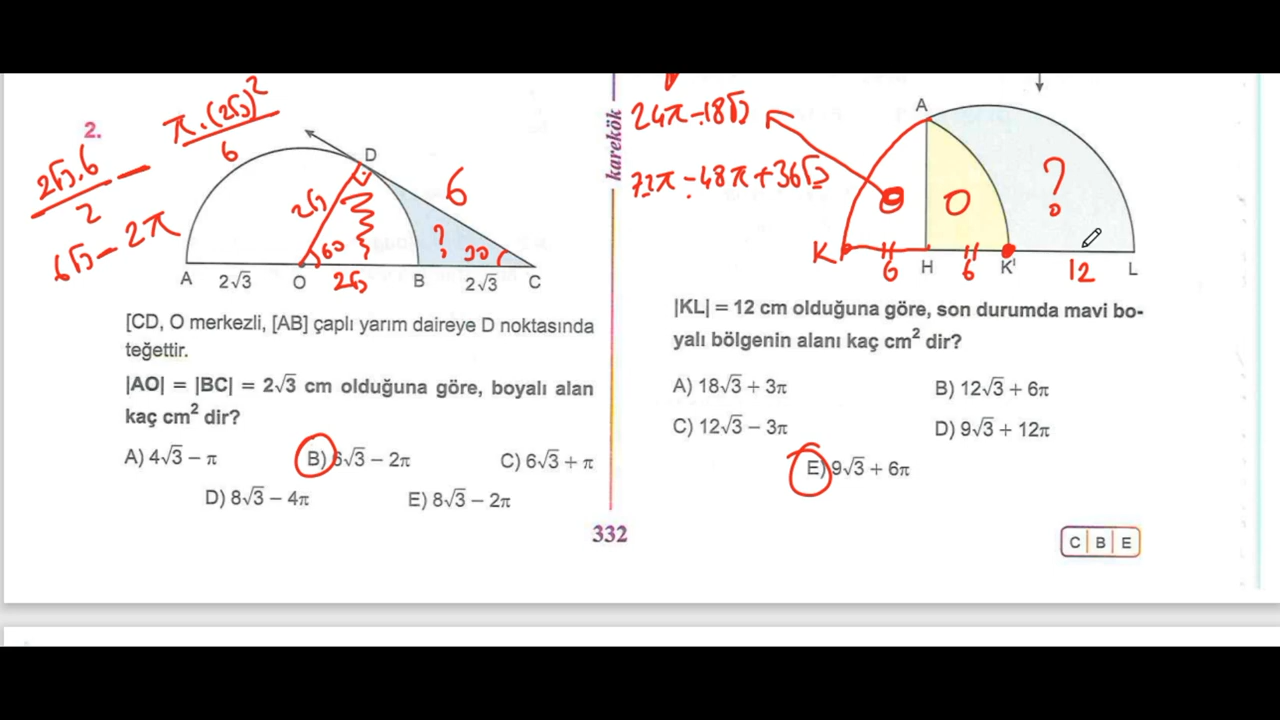 2.
2√3.6/2 - π.(2√3)²/6
6√3 - 2π
D
6
2√3
60
?
30
A 2√3 O 2√3 B 2√3 C
[CD, O merkezli, [AB] çaplı yarım daireye D noktasında
teğettir.
|AO| = |BC| = 2√3 cm olduğuna göre, boyalı alan
kaç cm² dir?
A) 4√3 − π B) 6√3 − 2π C) 6√3 + π
D) 8√3 − 4π E) 8√3 − 2π
karekök
24π - 18√3
72π - 48π + 36√3
A
O
?
K 6 H 6 K' 12 L
|KL| = 12 cm olduğuna göre, son durumda mavi bo-
yalı bölgenin alanı kaç cm² dir?
A) 18√3 + 3π B) 12√3 + 6π
C) 12√3 − 3π D) 9√3 + 12π
E) 9√3 + 6π
332
C B E